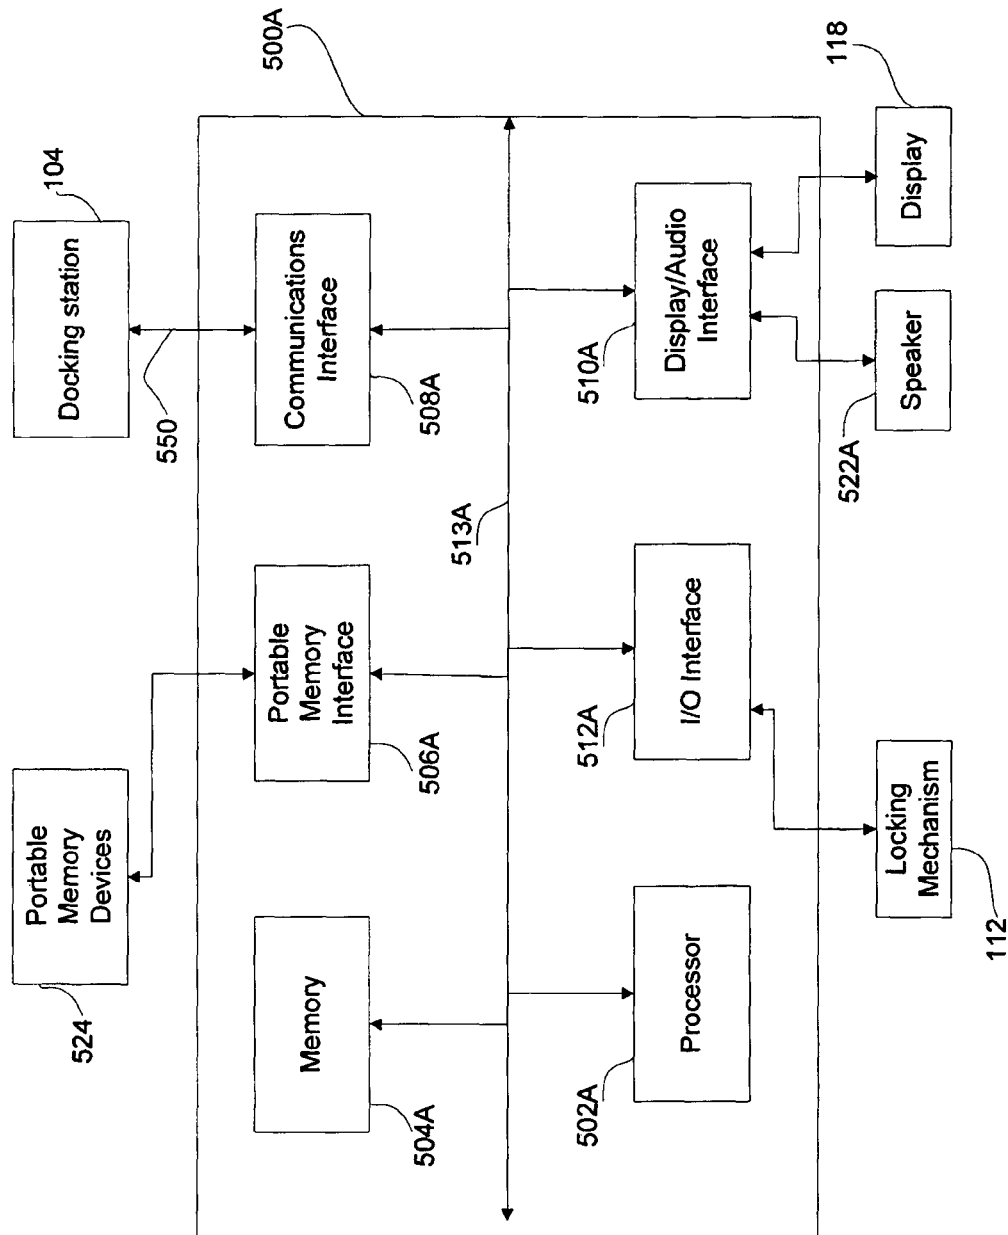 524
Portable
Memory
Devices
Docking station
104
550
500A
504A
Memory
506A
Portable
Memory
Interface
508A
Communications
Interface
513A
502A
Processor
512A
I/O Interface
510A
Display/Audio
Interface
112
Locking
Mechanism
522A
Speaker
Display
118